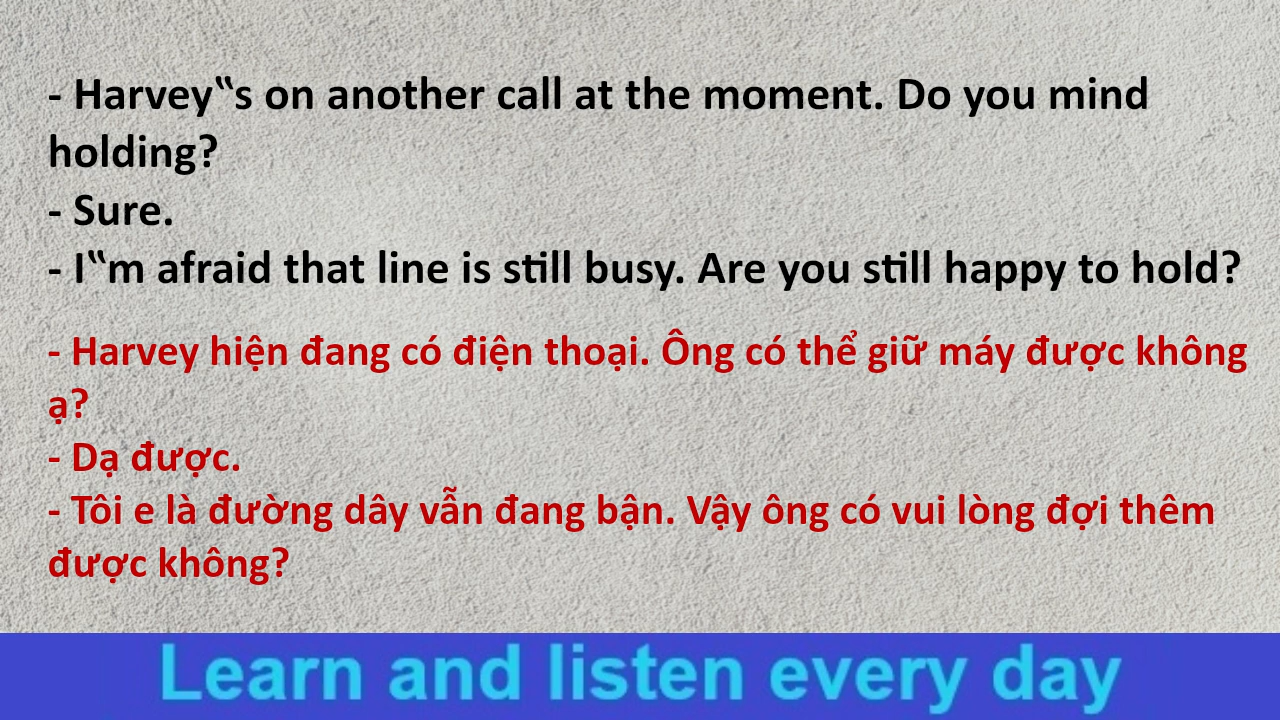 - Harvey‟s on another call at the moment. Do you mind
holding?
- Sure.
- I‟m afraid that line is still busy. Are you still happy to hold?
- Harvey hiện đang có điện thoại. Ông có thể giữ máy được không
ạ?
- Dạ được.
- Tôi e là đường dây vẫn đang bận. Vậy ông có vui lòng đợi thêm
được không?
Learn and listen every day